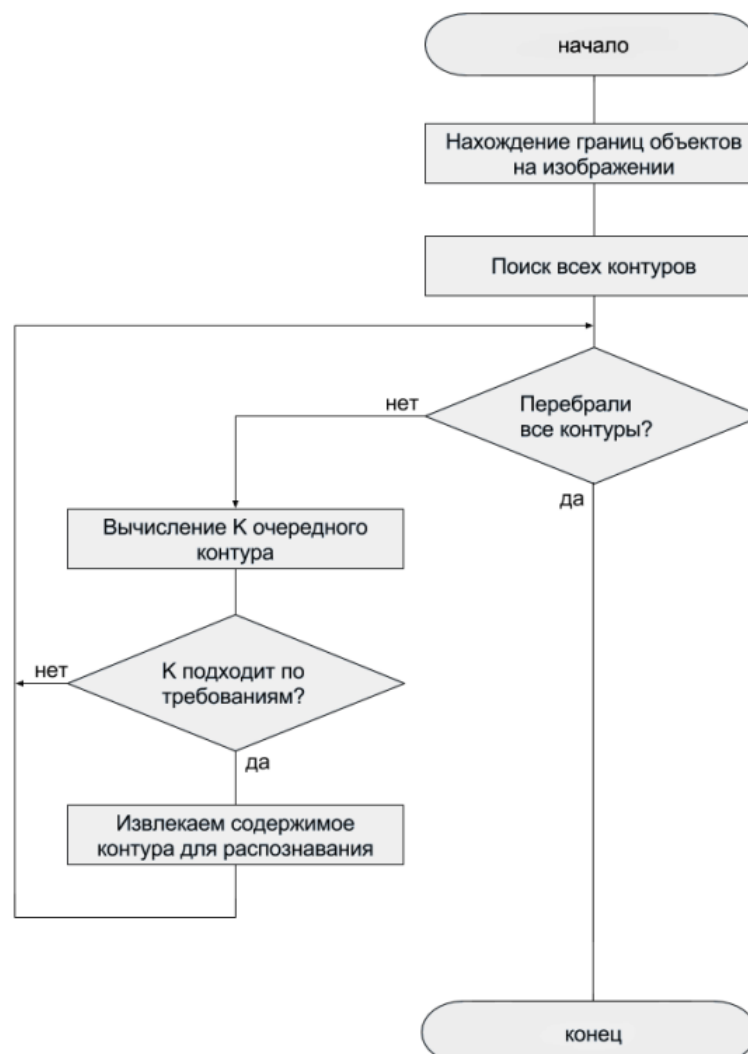 начало
Нахождение границ объектов
на изображении
Поиск всех контуров
Перебрали
все контуры?
нет
да
Вычисление K очередного
контура
K подходит по
требованиям?
нет
да
Извлекаем содержимое
контура для распознавания
конец